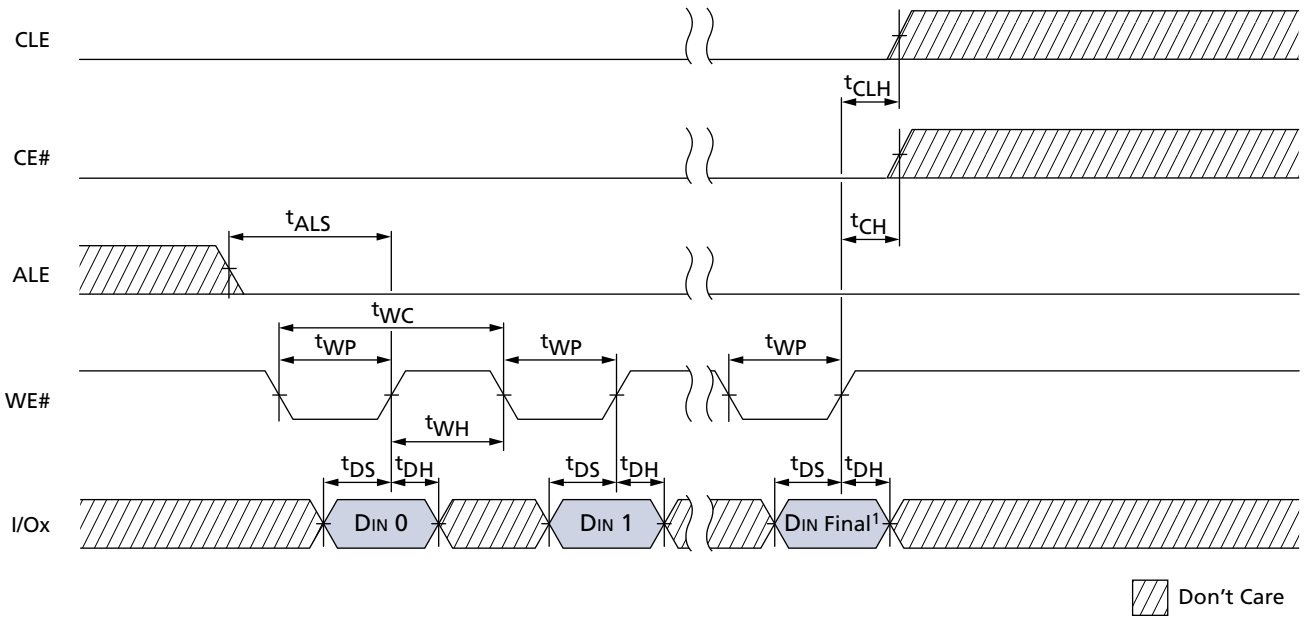 CLE
tCLH
CE#
tCH
tALS
ALE
tWC
tWP
tWP
tWP
WE#
tWH
tDS
tDH
tDS
tDH
tDS
tDH
I/Ox
DIN 0
DIN 1
DIN Final1
Don't Care